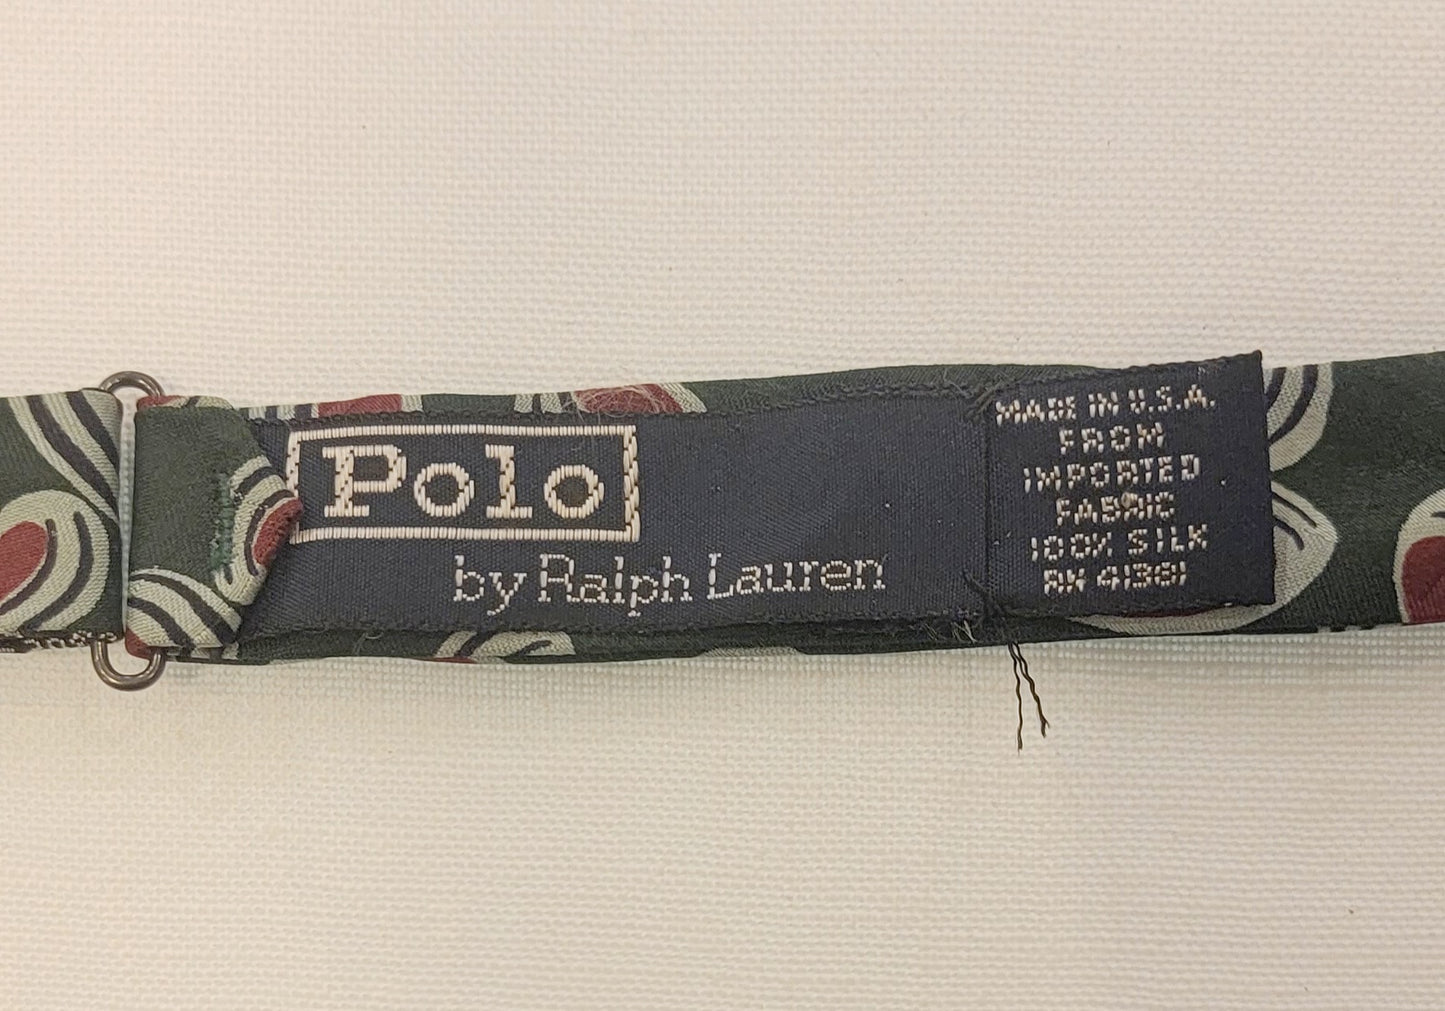 Polo
by Ralph Lauren
MADE IN U.S.A.
FROM
IMPORTED
FABRIC
100% SILK
RN 41381